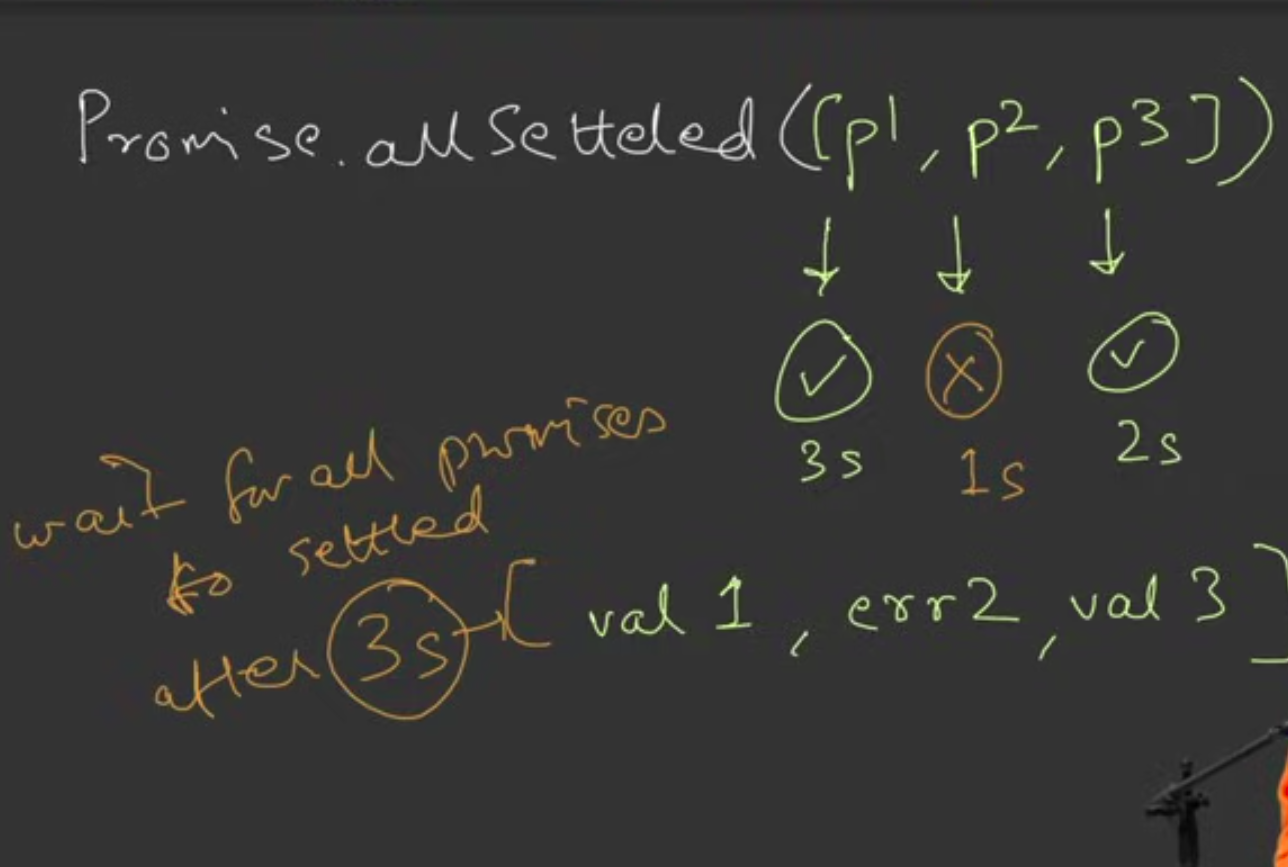 Promise.allSetteled([p1, p2, p3])
3s 1s 2s
wait for all promises
to settled
after 3s → [val 1, err2, val 3]